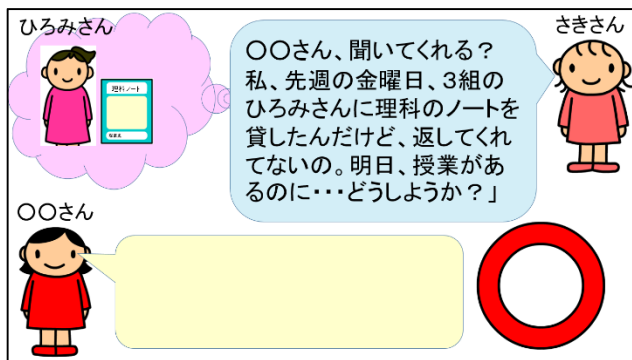 ひろみさん
理科ノート
さきさん
〇〇さん、聞いてくれる？
私、先週の金曜日、３組の
ひろみさんに理科のノートを
貸したんだけど、返してくれ
てないの。明日、授業があ
るのに・・・どうしようか？」
〇〇さん